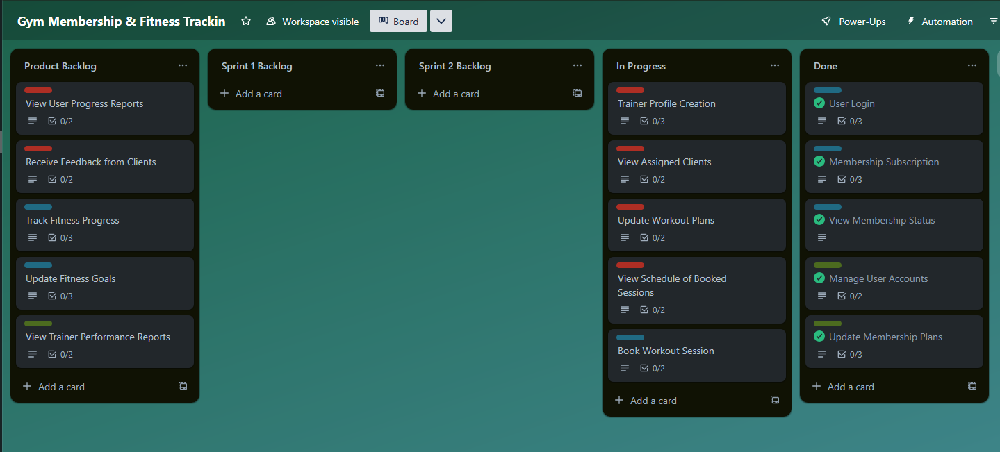 Gym Membership & Fitness Trackin
Workspace visible
Board
Power-Ups
Automation
Product Backlog
View User Progress Reports
0/2
Receive Feedback from Clients
0/2
Track Fitness Progress
0/3
Update Fitness Goals
0/3
View Trainer Performance Reports
0/2
Add a card
Sprint 1 Backlog
Add a card
Sprint 2 Backlog
Add a card
In Progress
Trainer Profile Creation
0/3
View Assigned Clients
0/2
Update Workout Plans
0/2
View Schedule of Booked
Sessions
0/2
Book Workout Session
0/2
Add a card
Done
User Login
0/3
Membership Subscription
0/3
View Membership Status
Manage User Accounts
0/2
Update Membership Plans
0/3
Add a card